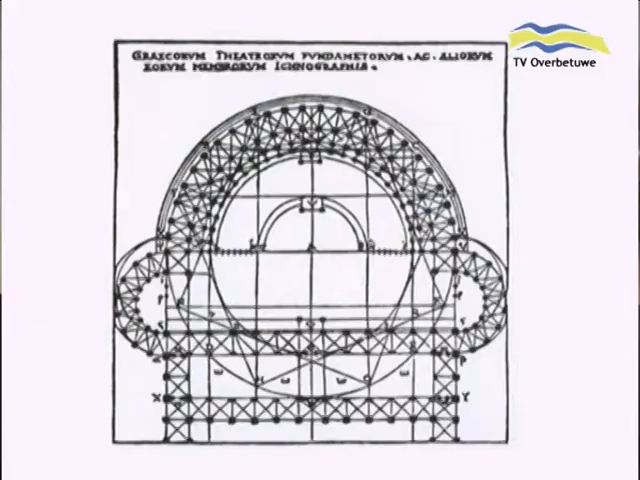 GRAECORVM THEATRORVM FVNDAMETORVM, AC ALIORVM
EORVM MEMBRORVM ICHNOGRAPHIA.
TV Overbetuwe
X
Y